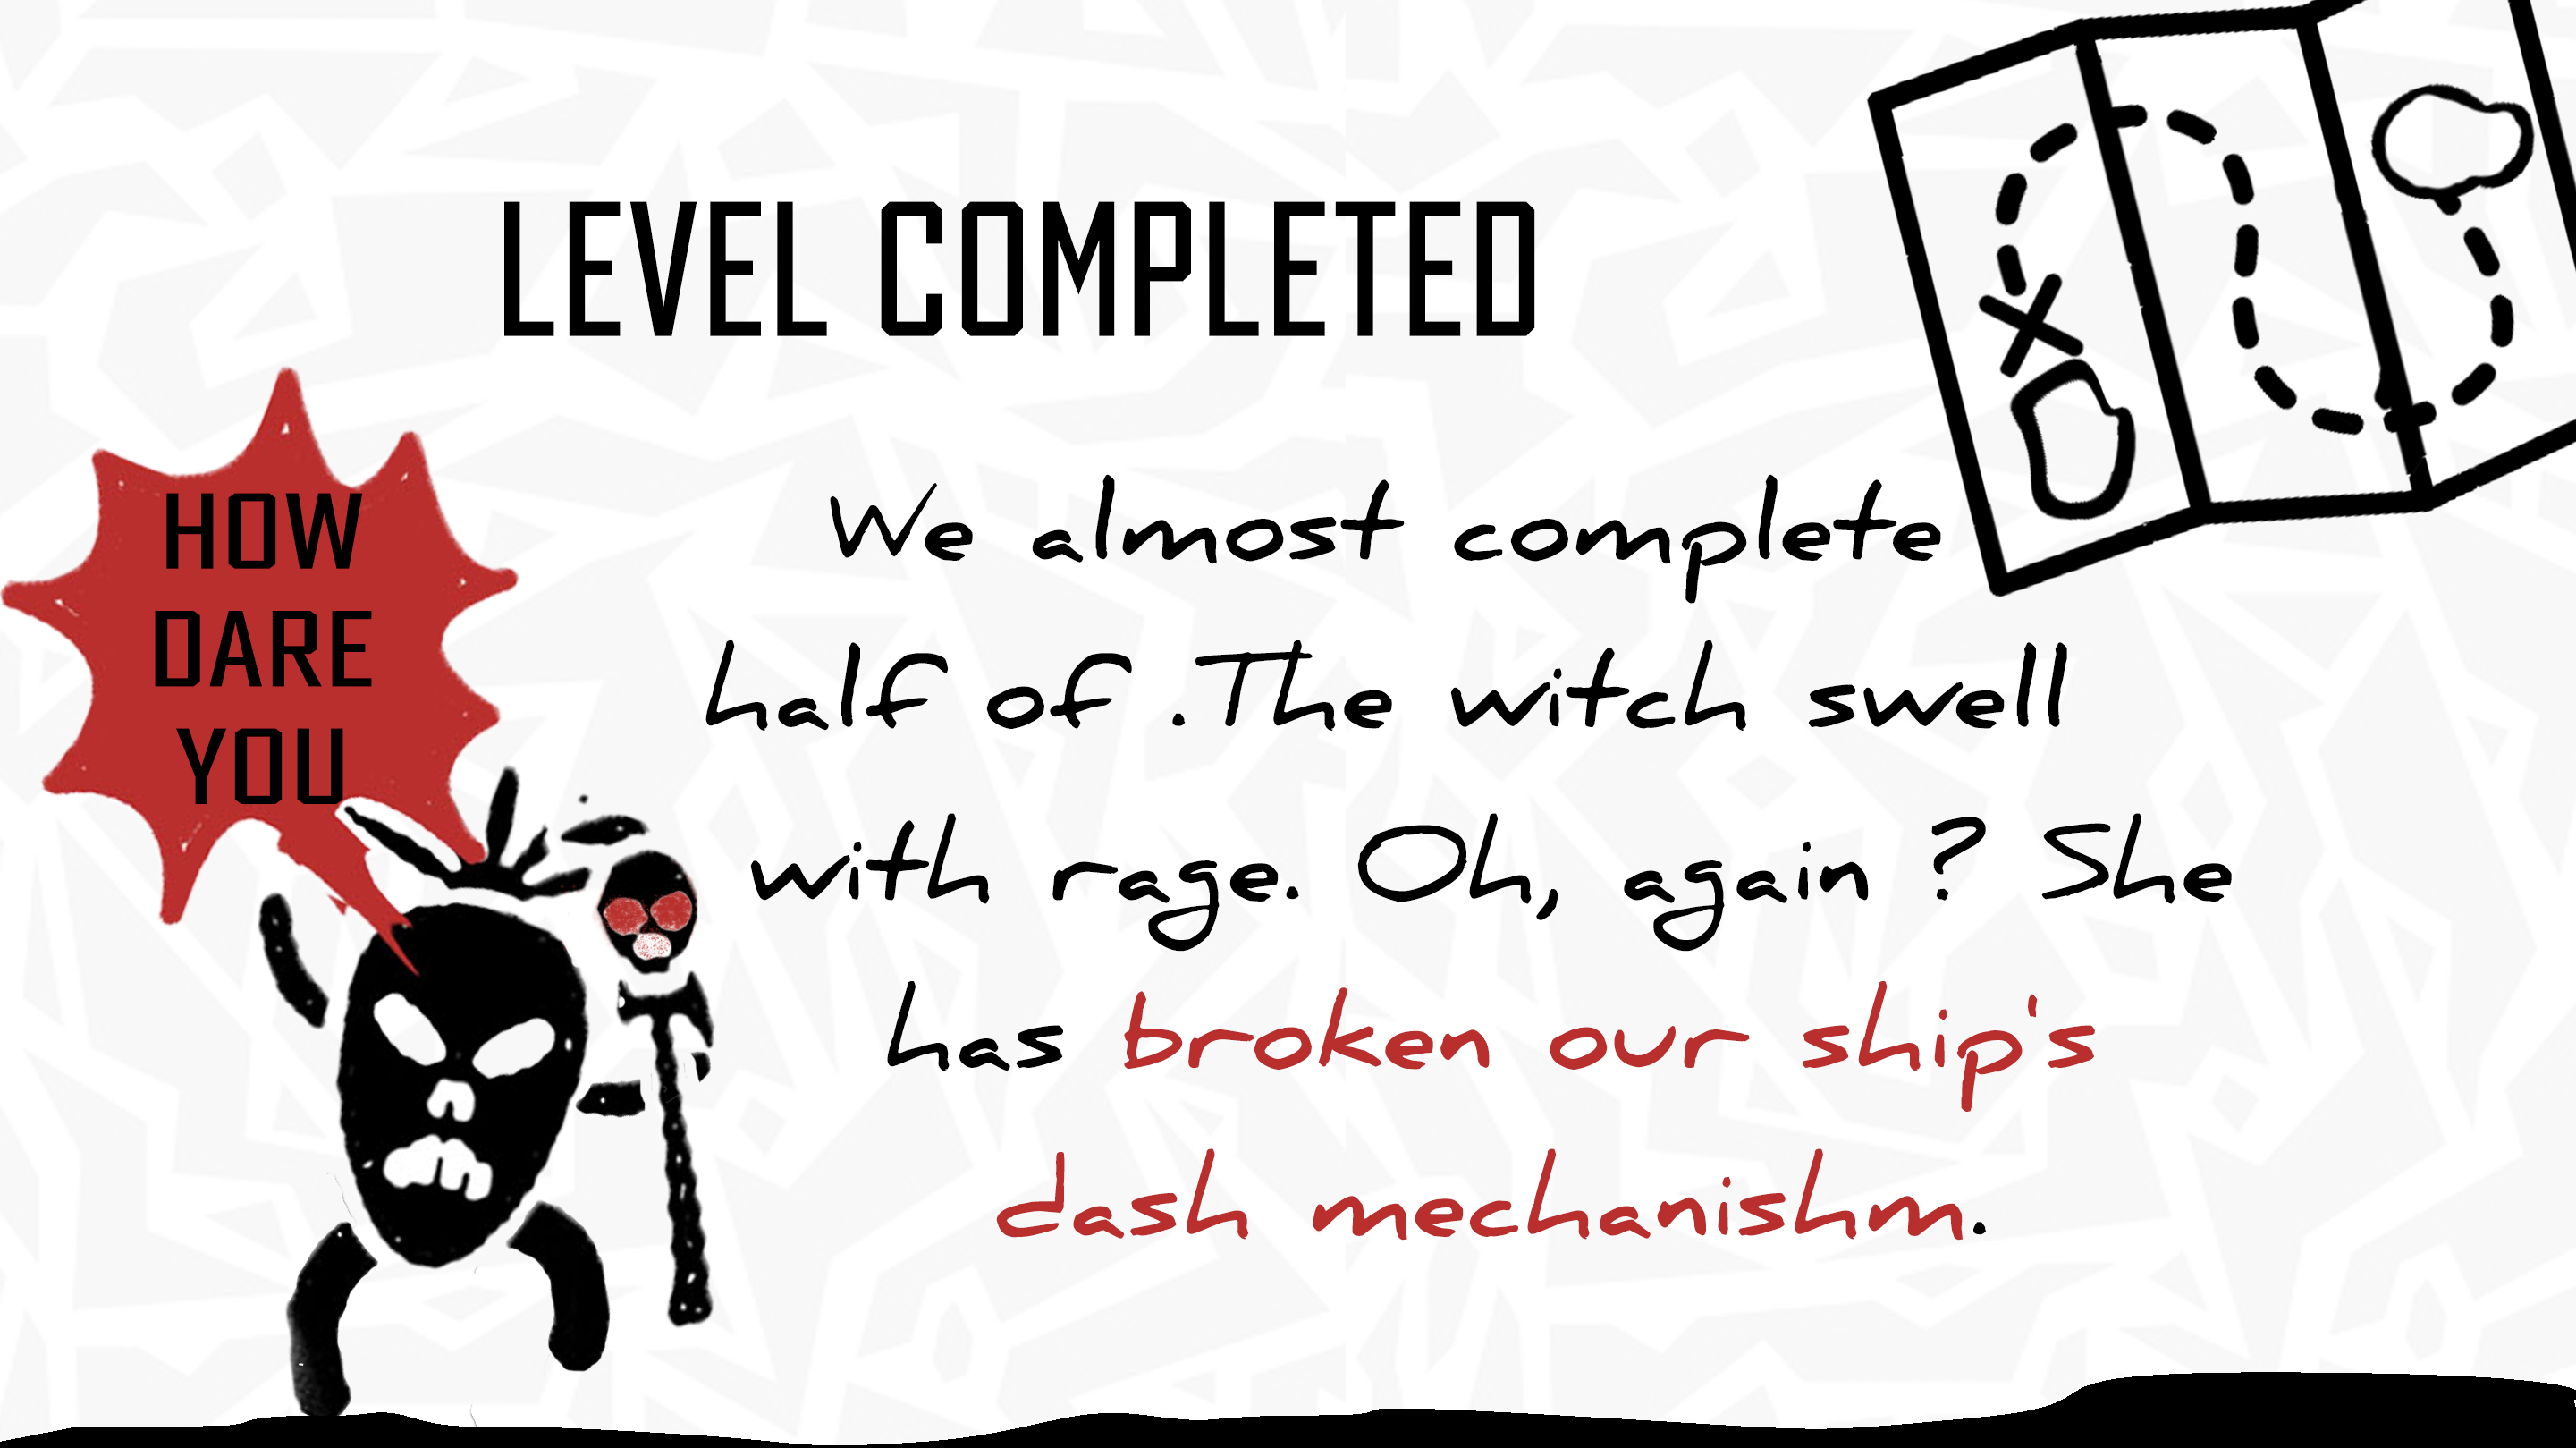 LEVEL COMPLETED
HOW
DARE
YOU
We almost complete
half of .The witch swell
with rage. Oh, again ? She
has broken our ship's
dash mechanishm.